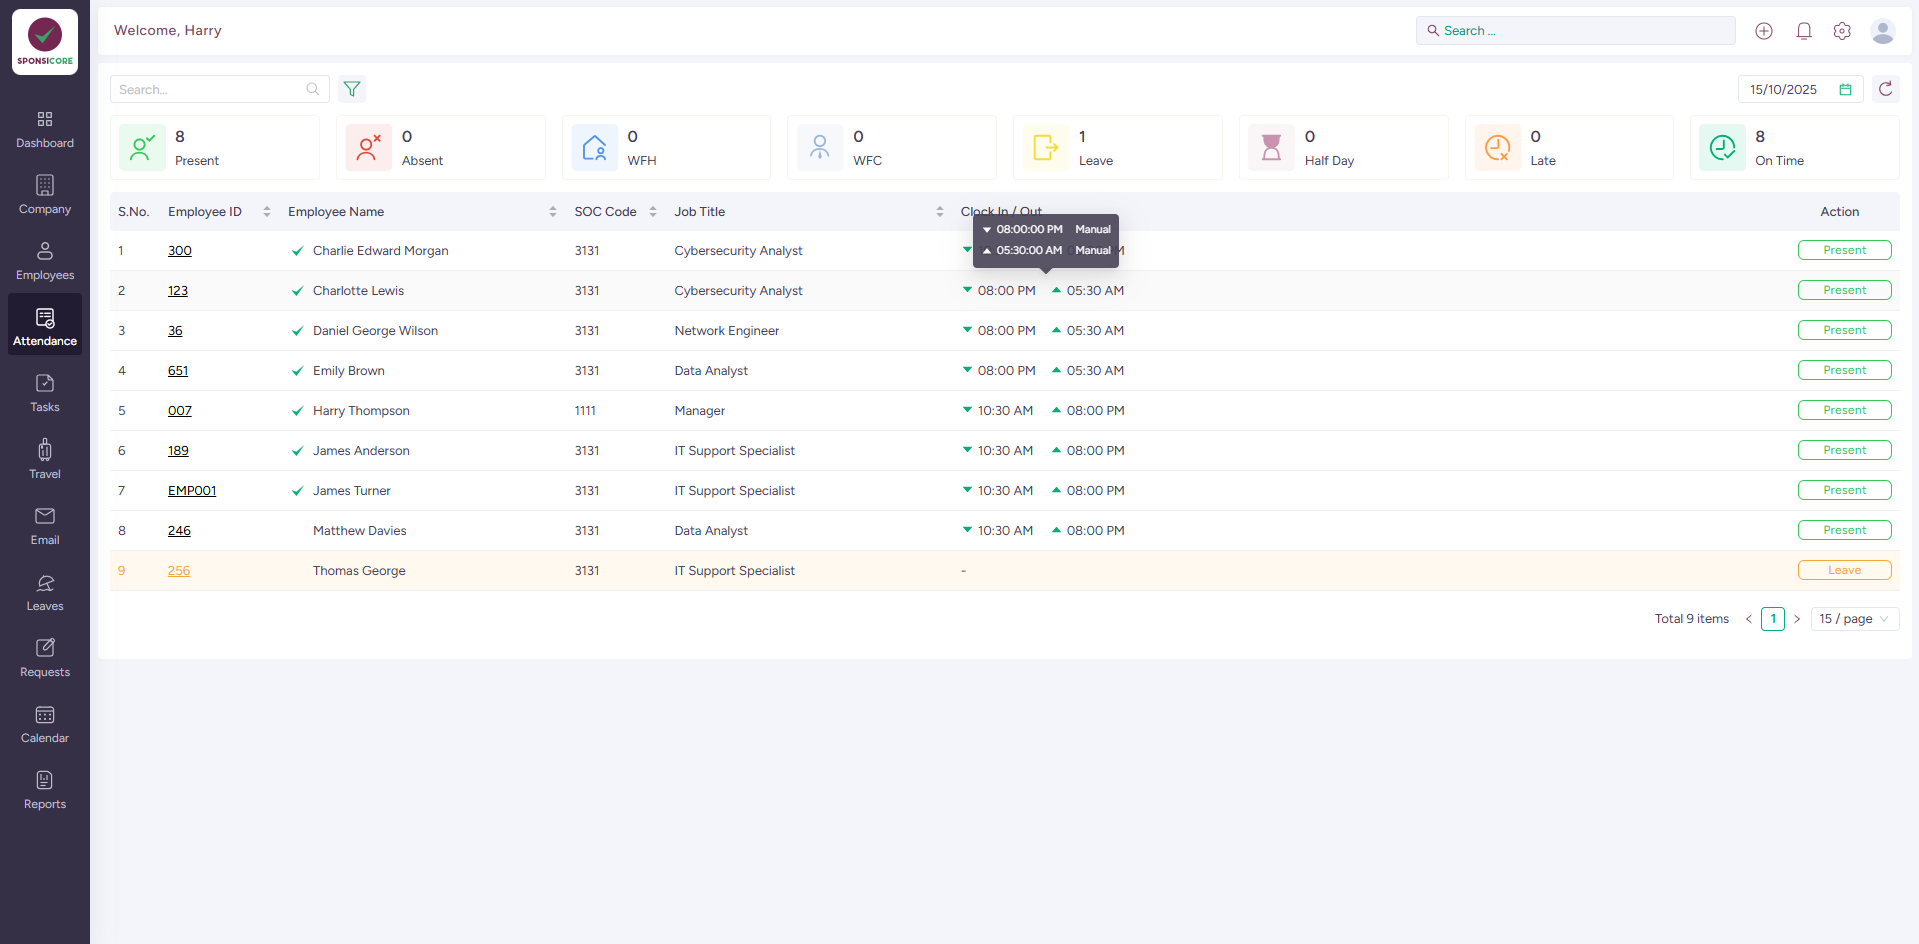 SPONSICORE
Dashboard
Company
Employees
Attendance
Tasks
Travel
Email
Leaves
Requests
Calendar
Reports
Welcome, Harry
Search ...
Search...
15/10/2025
8 Present
0 Absent
0 WFH
0 WFC
1 Leave
0 Half Day
0 Late
8 On Time
S.No. Employee ID Employee Name SOC Code Job Title Clock In / Out Action
08:00:00 PM Manual
05:30:00 AM Manual
1 300 Charlie Edward Morgan 3131 Cybersecurity Analyst Present
2 123 Charlotte Lewis 3131 Cybersecurity Analyst 08:00 PM 05:30 AM Present
3 36 Daniel George Wilson 3131 Network Engineer 08:00 PM 05:30 AM Present
4 651 Emily Brown 3131 Data Analyst 08:00 PM 05:30 AM Present
5 007 Harry Thompson 1111 Manager 10:30 AM 08:00 PM Present
6 189 James Anderson 3131 IT Support Specialist 10:30 AM 08:00 PM Present
7 EMP001 James Turner 3131 IT Support Specialist 10:30 AM 08:00 PM Present
8 246 Matthew Davies 3131 Data Analyst 10:30 AM 08:00 PM Present
9 256 Thomas George 3131 IT Support Specialist - Leave
Total 9 items < 1 > 15 / page